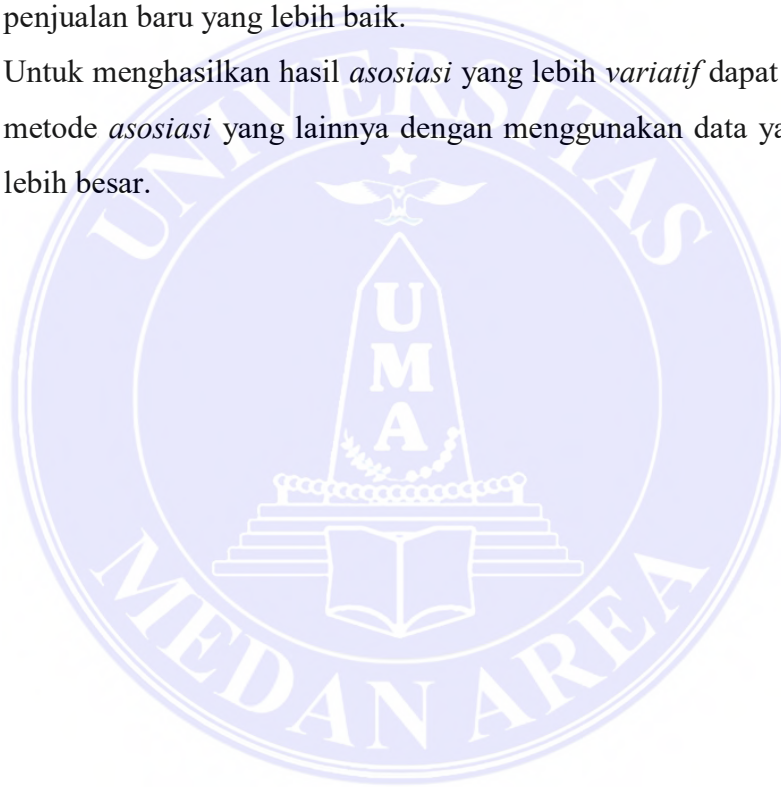 penjualan baru yang lebih baik.
Untuk menghasilkan hasil asosiasi yang lebih variatif dapat
metode asosiasi yang lainnya dengan menggunakan data
lebih besar.
UNIVERSITAS
UMA
MEDAN AREA